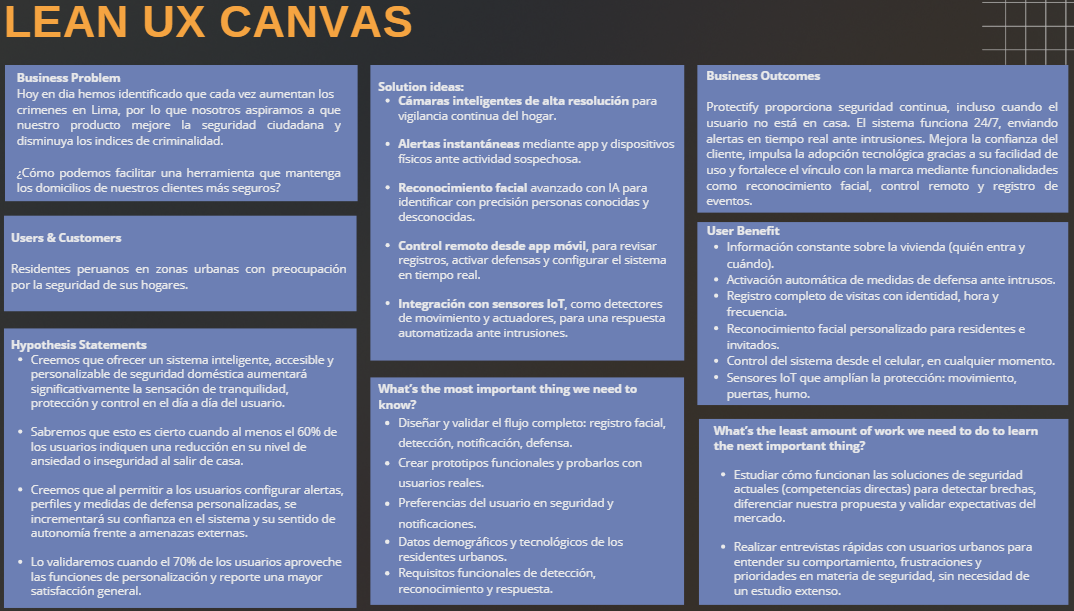 LEAN UX CANVAS
Business Problem
Hoy en dia hemos identificado que cada vez aumentan los
crimenes en Lima, por lo que nosotros aspiramos a que
nuestro producto mejore la seguridad ciudadana y
disminuya los indices de criminalidad.
¿Cómo podemos facilitar una herramienta que mantenga
los domicilios de nuestros clientes más seguros?
Users & Customers
Residentes peruanos en zonas urbanas con preocupación
por la seguridad de sus hogares.
Hypothesis Statements
• Creemos que ofrecer un sistema inteligente, accesible y
personalizable de seguridad doméstica aumentará
significativamente la sensación de tranquilidad,
protección y control en el día a día del usuario.
• Sabremos que esto es cierto cuando al menos el 60% de
los usuarios indiquen una reducción en su nivel de
ansiedad o inseguridad al salir de casa.
• Creemos que al permitir a los usuarios configurar alertas,
perfiles y medidas de defensa personalizadas, se
incrementará su confianza en el sistema y su sentido de
autonomía frente a amenazas externas.
• Lo validaremos cuando el 70% de los usuarios aproveche
las funciones de personalización y reporte una mayor
satisfacción general.
Solution ideas:
• Cámaras inteligentes de alta resolución para
vigilancia continua del hogar.
• Alertas instantáneas mediante app y dispositivos
físicos ante actividad sospechosa.
• Reconocimiento facial avanzado con IA para
identificar con precisión personas conocidas y
desconocidas.
• Control remoto desde app móvil, para revisar
registros, activar defensas y configurar el sistema
en tiempo real.
• Integración con sensores IoT, como detectores
de movimiento y actuadores, para una respuesta
automatizada ante intrusiones.
What's the most important thing we need to
know?
• Diseñar y validar el flujo completo: registro facial,
detección, notificación, defensa.
• Crear prototipos funcionales y probarlos con
usuarios reales.
• Preferencias del usuario en seguridad y
notificaciones.
• Datos demográficos y tecnológicos de los
residentes urbanos.
• Requisitos funcionales de detección,
reconocimiento y respuesta.
Business Outcomes
Protectify proporciona seguridad continua, incluso cuando el
usuario no está en casa. El sistema funciona 24/7, enviando
alertas en tiempo real ante intrusiones. Mejora la confianza del
cliente, impulsa la adopción tecnológica gracias a su facilidad de
uso y fortalece el vínculo con la marca mediante funcionalidades
como reconocimiento facial, control remoto y registro de
eventos.
User Benefit
• Información constante sobre la vivienda (quién entra y
cuándo).
• Activación automática de medidas de defensa ante intrusos.
• Registro completo de visitas con identidad, hora y
frecuencia.
• Reconocimiento facial personalizado para residentes e
invitados.
• Control del sistema desde el celular, en cualquier momento.
• Sensores IoT que amplían la protección: movimiento,
puertas, humo.
What's the least amount of work we need to do to learn
the next important thing?
• Estudiar cómo funcionan las soluciones de seguridad
actuales (competencias directas) para detectar brechas,
diferenciar nuestra propuesta y validar expectativas del
mercado.
• Realizar entrevistas rápidas con usuarios urbanos para
entender su comportamiento, frustraciones y
prioridades en materia de seguridad, sin necesidad de
un estudio extenso.